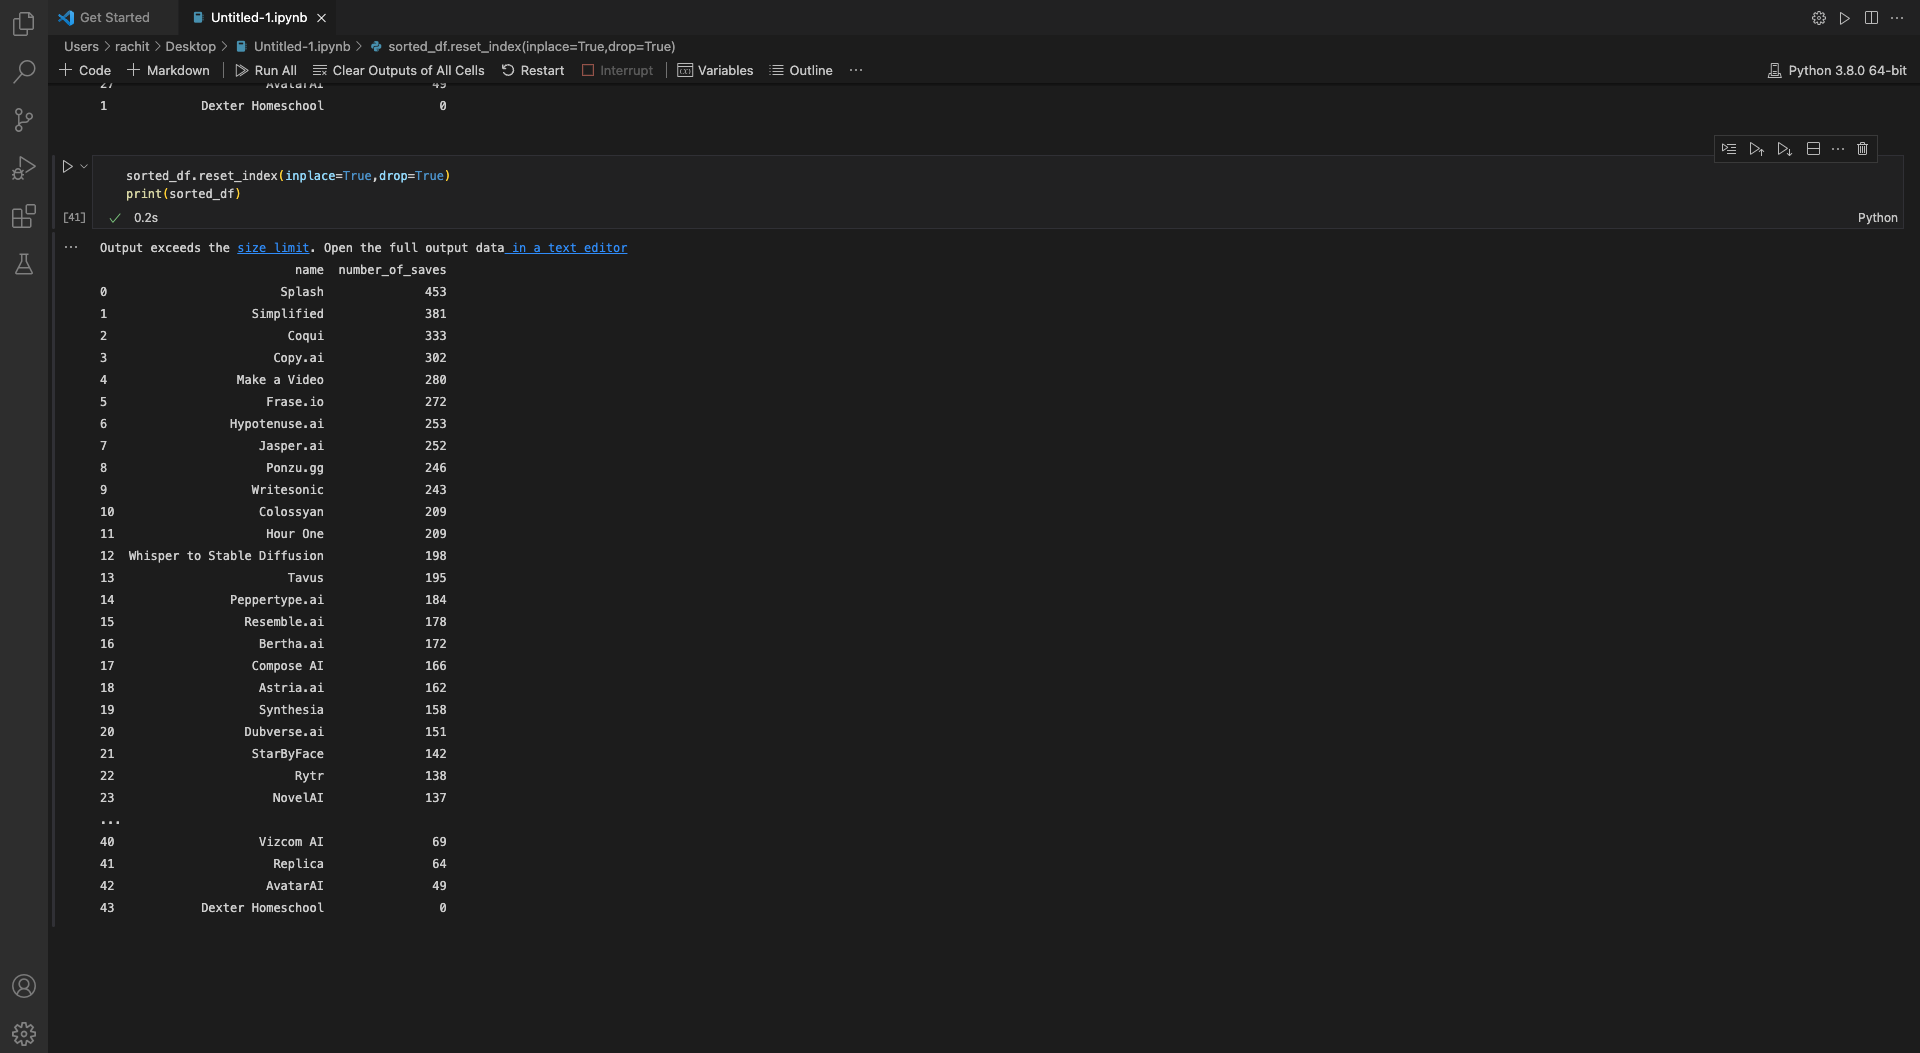 Get Started
Untitled-1.ipynb
Users > rachit > Desktop > Untitled-1.ipynb > sorted_df.reset_index(inplace=True,drop=True)
+ Code + Markdown Run All Clear Outputs of All Cells Restart Interrupt Variables Outline ... Python 3.8.0 64-bit
27 AvatarAI 49
1 Dexter Homeschool 0
sorted_df.reset_index(inplace=True,drop=True)
print(sorted_df)
[41] 0.2s Python
... Output exceeds the size limit. Open the full output data in a text editor
name number_of_saves
0 Splash 453
1 Simplified 381
2 Coqui 333
3 Copy.ai 302
4 Make a Video 280
5 Frase.io 272
6 Hypotenuse.ai 253
7 Jasper.ai 252
8 Ponzu.gg 246
9 Writesonic 243
10 Colossyan 209
11 Hour One 209
12 Whisper to Stable Diffusion 198
13 Tavus 195
14 Peppertype.ai 184
15 Resemble.ai 178
16 Bertha.ai 172
17 Compose AI 166
18 Astria.ai 162
19 Synthesia 158
20 Dubverse.ai 151
21 StarByFace 142
22 Rytr 138
23 NovelAI 137
...
40 Vizcom AI 69
41 Replica 64
42 AvatarAI 49
43 Dexter Homeschool 0